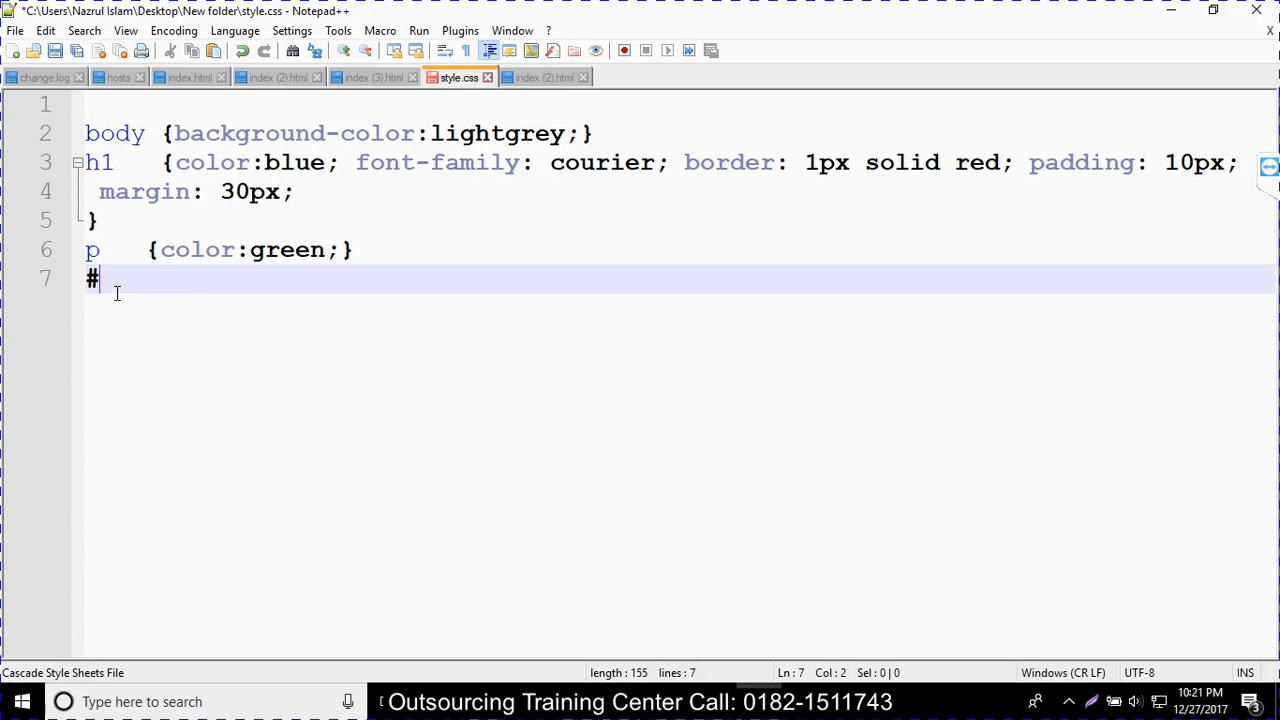 *C:\Users\Nazrul Islam\Desktop\New folder\style.css - Notepad++
File Edit Search View Encoding Language Settings Tools Macro Run Plugins Window ? X
change.log hosts index.html index (2).html index (3).html style.css index (2).html
1
2 body {background-color:lightgrey;}
3 h1 {color:blue; font-family: courier; border: 1px solid red; padding: 10px;
4 margin: 30px;
5 }
6 p {color:green;}
7 #
Cascade Style Sheets File length : 155 lines : 7 Ln : 7 Col : 2 Sel : 0 | 0 Windows (CR LF) UTF-8 INS
Type here to search
[ Outsourcing Training Center Call: 0182-1511743
10:21 PM
12/27/2017
3